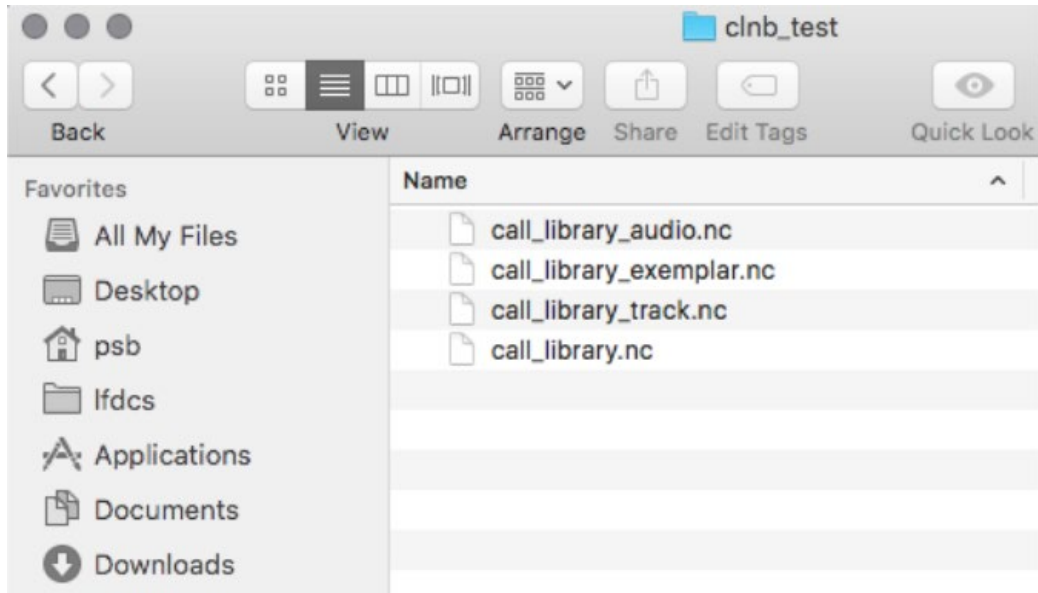 clnb_test
Back View Arrange Share Edit Tags Quick Look
Favorites
All My Files
Desktop
psb
lfdcs
Applications
Documents
Downloads
Name
call_library_audio.nc
call_library_exemplar.nc
call_library_track.nc
call_library.nc